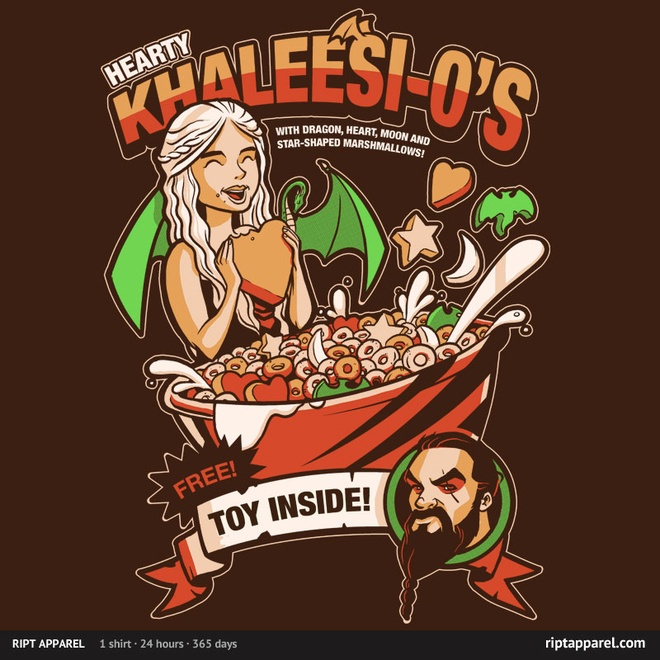 HEARTY
KHALEESI-O'S
WITH DRAGON, HEART, MOON AND
STAR-SHAPED MARSHMALLOWS!
FREE!
TOY INSIDE!
RIPT APPAREL 1 shirt · 24 hours · 365 days riptapparel.com